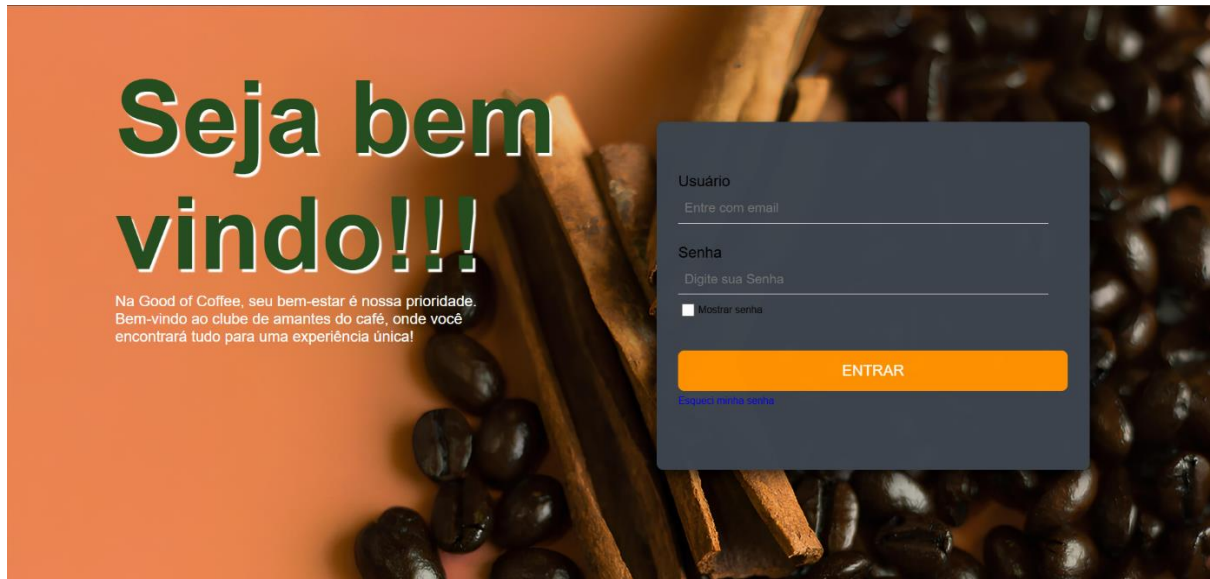 Seja bem
vindo!!!
Na Good of Coffee, seu bem-estar é nossa prioridade.
Bem-vindo ao clube de amantes do café, onde você
encontrará tudo para uma experiência única!
Usuário
Entre com email
Senha
Digite sua Senha
Mostrar senha
ENTRAR
Esqueci minha senha